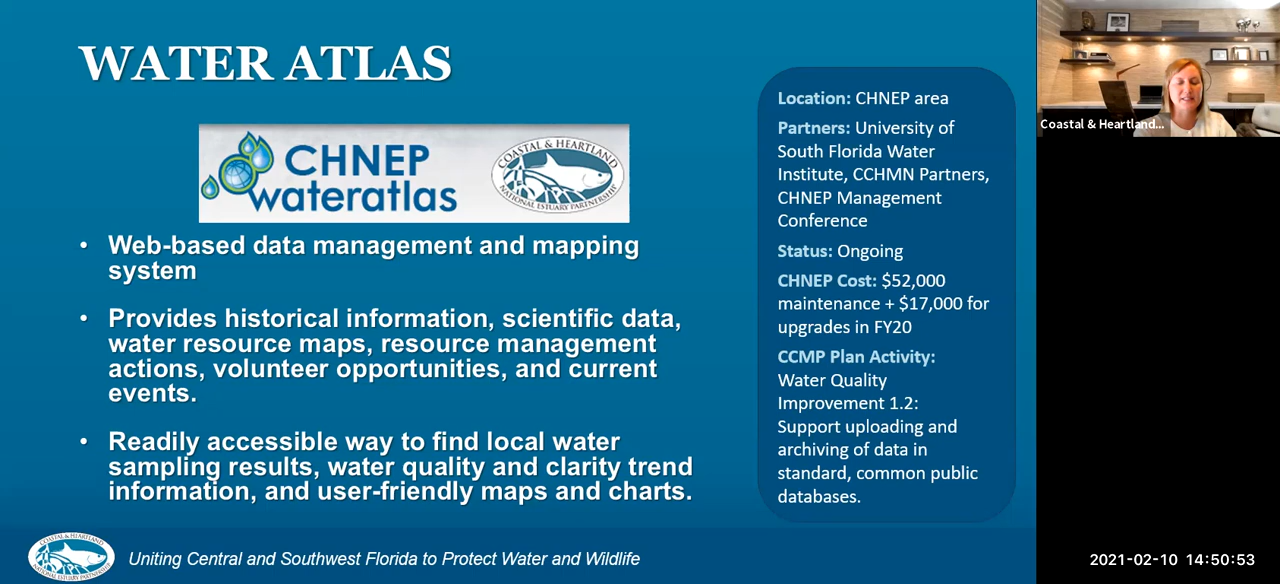 WATER ATLAS
CHNEP
wateratlas
COASTAL & HEARTLAND
NATIONAL ESTUARY PARTNERSHIP
• Web-based data management and mapping
system
• Provides historical information, scientific data,
water resource maps, resource management
actions, volunteer opportunities, and current
events.
• Readily accessible way to find local water
sampling results, water quality and clarity trend
information, and user-friendly maps and charts.
Location: CHNEP area
Partners: University of
South Florida Water
Institute, CCHMN Partners,
CHNEP Management
Conference
Status: Ongoing
CHNEP Cost: $52,000
maintenance + $17,000 for
upgrades in FY20
CCMP Plan Activity:
Water Quality
Improvement 1.2:
Support uploading and
archiving of data in
standard, common public
databases.
COASTAL & HEARTLAND
NATIONAL ESTUARY PARTNERSHIP
Uniting Central and Southwest Florida to Protect Water and Wildlife
Coastal & Heartland...
2021-02-10 14:50:53